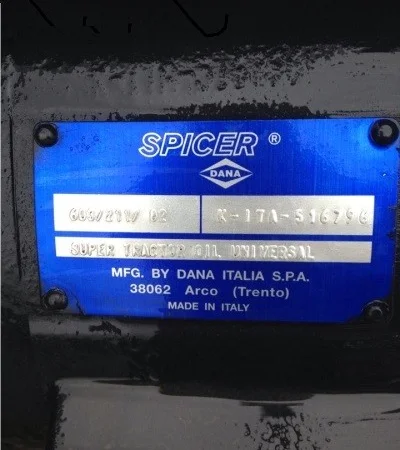 SPICER ®
DANA
K-17A-516796
SUPER TRACTOR OIL UNIVERSAL
MFG. BY DANA ITALIA S.P.A.
38062 Arco (Trento)
MADE IN ITALY